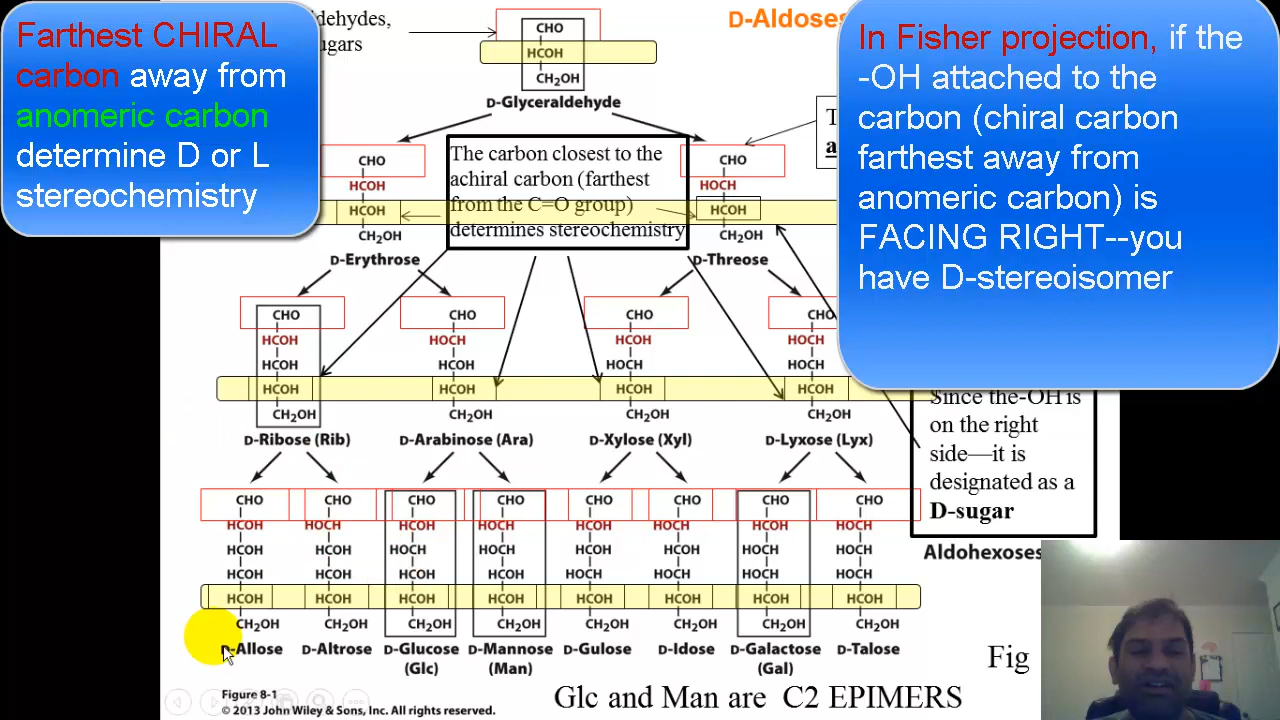 Farthest CHIRAL
carbon away from
anomeric carbon
determine D or L
stereochemistry
In Fisher projection, if the
-OH attached to the
carbon (chiral carbon
farthest away from
anomeric carbon) is
FACING RIGHT--you
have D-stereoisomer
D-Aldoses
CHO
HCOH
CH₂OH
D-Glyceraldehyde
The carbon closest to the
achiral carbon (farthest
from the C=O group)
determines stereochemistry
CHO
HCOH
HCOH
CH₂OH
D-Erythrose
CHO
HOCH
HCOH
CH₂OH
D-Threose
CHO
HCOH
HCOH
HCOH
CH₂OH
D-Ribose (Rib)
CHO
HOCH
HCOH
HCOH
CH₂OH
D-Arabinose (Ara)
CHO
HCOH
HOCH
HCOH
CH₂OH
D-Xylose (Xyl)
CHO
HOCH
HOCH
HCOH
CH₂OH
D-Lyxose (Lyx)
Since the-OH is
on the right
side—it is
designated as a
D-sugar
Aldohexoses
CHO
HCOH
HCOH
HCOH
HCOH
CH₂OH
D-Allose
CHO
HOCH
HCOH
HCOH
HCOH
CH₂OH
D-Altrose
CHO
HCOH
HOCH
HCOH
HCOH
CH₂OH
D-Glucose
(Glc)
CHO
HOCH
HOCH
HCOH
HCOH
CH₂OH
D-Mannose
(Man)
CHO
HCOH
HCOH
HOCH
HCOH
CH₂OH
D-Gulose
CHO
HOCH
HCOH
HOCH
HCOH
CH₂OH
D-Idose
CHO
HCOH
HOCH
HOCH
HCOH
CH₂OH
D-Galactose
(Gal)
CHO
HOCH
HOCH
HOCH
HCOH
CH₂OH
D-Talose
Fig
Figure 8-1
© 2013 John Wiley & Sons, Inc. All rights reserved.
Glc and Man are C2 EPIMERS